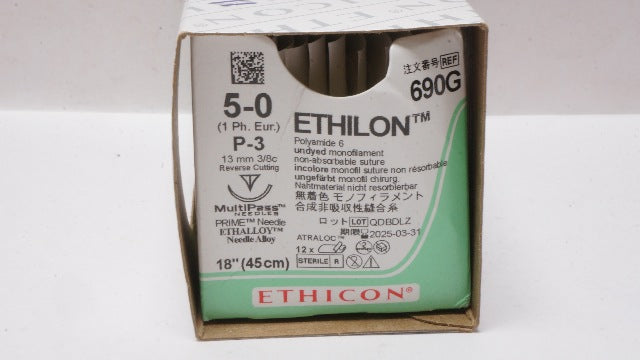 注文番号 REF
690G
5-0
(1 Ph. Eur.)
P-3
13 mm 3/8c
Reverse Cutting
MultiPass™
NEEDLES
PRIME™ Needle
ETHALLOY™
Needle Alloy
18" (45cm)
ETHILON™
Polyamide 6
undyed monofilament
non-absorbable suture
incolore monofil suture non résorbable
ungefärbt monofil chirurg.
Nahtmaterial nicht resorbierbar
無着色 モノフィラメント
合成非吸収性縫合糸
ロット LOT QDBDLZ
期限 2025-03-31
ATRALOC™
12 x
STERILE R
ETHICON®